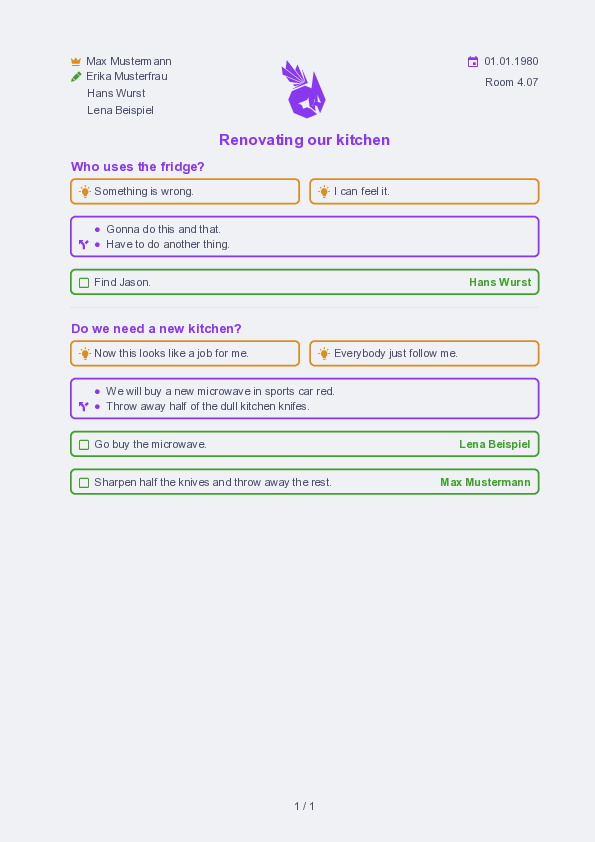 Max Mustermann
Erika Musterfrau
Hans Wurst
Lena Beispiel
01.01.1980
Room 4.07
Renovating our kitchen
Who uses the fridge?
Something is wrong.
I can feel it.
Gonna do this and that.
Have to do another thing.
Find Jason. Hans Wurst
Do we need a new kitchen?
Now this looks like a job for me.
Everybody just follow me.
We will buy a new microwave in sports car red.
Throw away half of the dull kitchen knifes.
Go buy the microwave. Lena Beispiel
Sharpen half the knives and throw away the rest. Max Mustermann
1 / 1